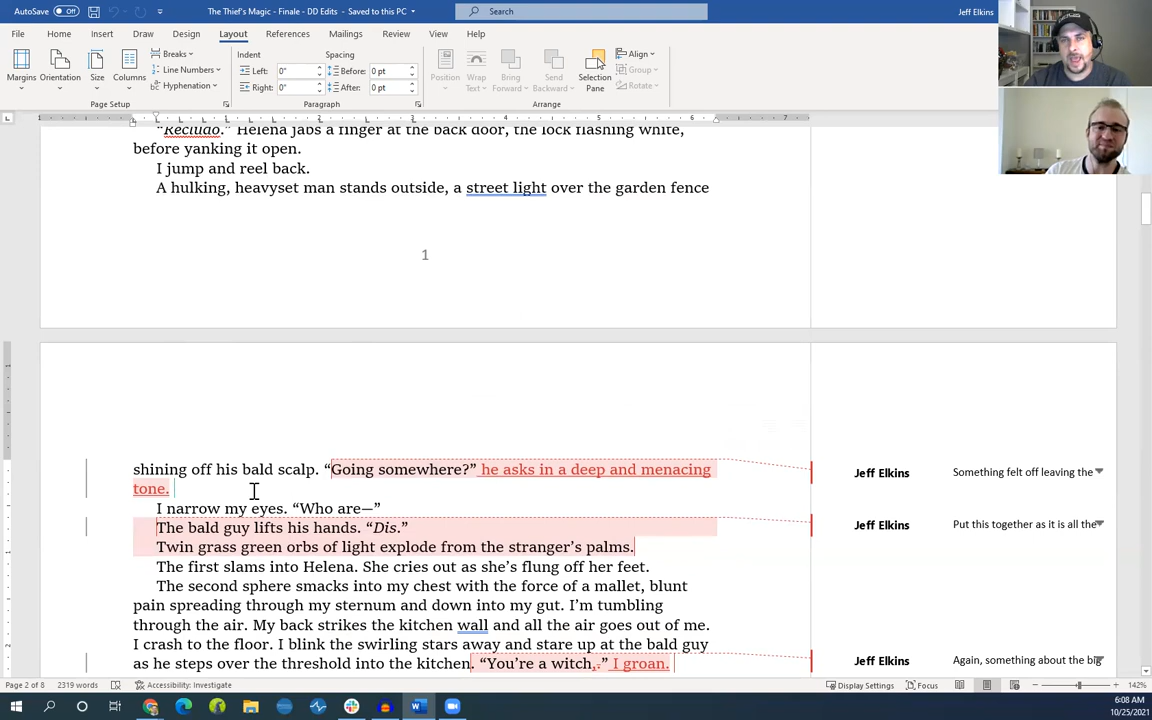 AutoSave Off The Thief's Magic - Finale - DD Edits - Saved to this PC Search Jeff Elkins
File Home Insert Draw Design Layout References Mailings Review View Help
Margins Orientation Size Columns Breaks Line Numbers Hyphenation
Page Setup
Indent Spacing
Left: 0" Before: 0 pt
Right: 0" After: 0 pt
Paragraph
Position Wrap Text Bring Forward Send Backward Selection Pane Align Group Rotate
Arrange
1 1 2 3 4 5 6 7
"Recludo." Helena jabs a finger at the back door, the lock flashing white,
before yanking it open.
I jump and reel back.
A hulking, heavyset man stands outside, a street light over the garden fence
1
shining off his bald scalp. “Going somewhere?” he asks in a deep and menacing
tone.
I narrow my eyes. “Who are—”
The bald guy lifts his hands. “Dis.”
Twin grass green orbs of light explode from the stranger’s palms.
The first slams into Helena. She cries out as she’s flung off her feet.
The second sphere smacks into my chest with the force of a mallet, blunt
pain spreading through my sternum and down into my gut. I’m tumbling
through the air. My back strikes the kitchen wall and all the air goes out of me.
I crash to the floor. I blink the swirling stars away and stare up at the bald guy
as he steps over the threshold into the kitchen. “You’re a witch,.” I groan.
Jeff Elkins Something felt off leaving the
Jeff Elkins Put this together as it is all the
Jeff Elkins Again, something about the big
Page 2 of 8 2319 words Accessibility: Investigate Display Settings Focus 142%
6:08 AM
10/25/2021